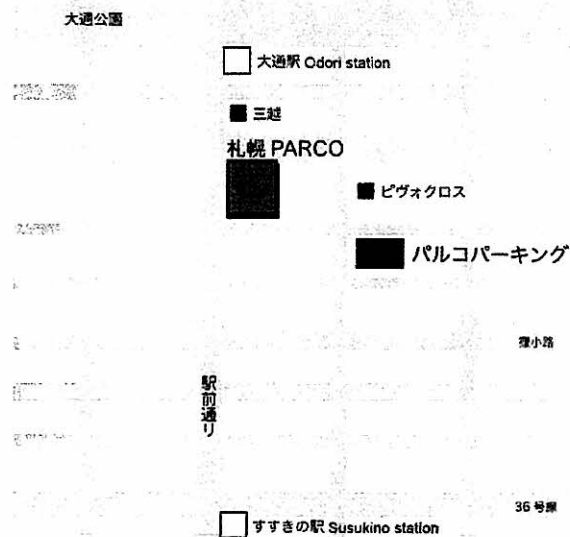 大通公園
大通駅 Odori station
三越
札幌 PARCO
ピヴォクロス
パルコパーキング
狸小路
駅前通り
36号線
すすきの駅 Susukino station